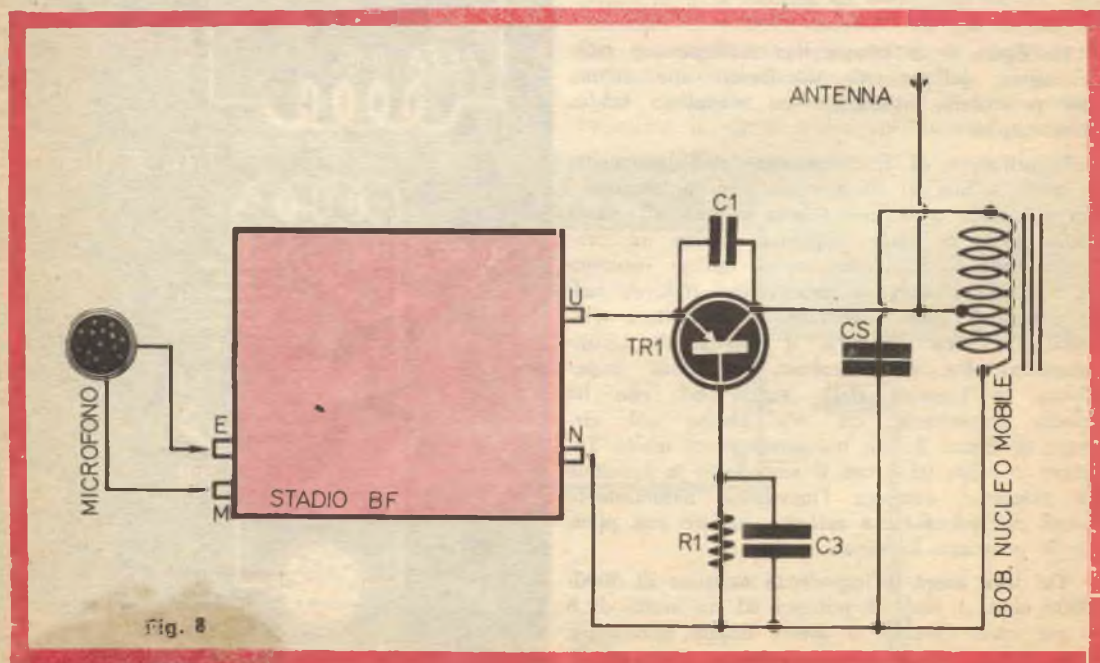 ANTENNA
C1
U
TR1
CS
MICROFONO
E
M
STADIO BF
N
R1
C3
BOB. NUCLEO MOBILE
Fig. 8